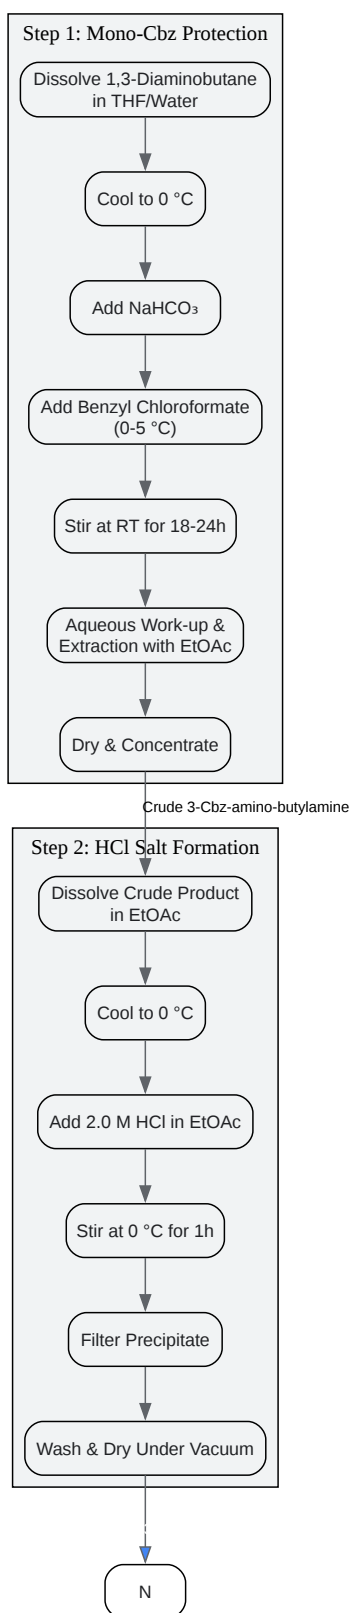 Step 1: Mono-Cbz Protection
Dissolve 1,3-Diaminobutane
in THF/Water
Cool to 0 °C
Add NaHCO₃
Add Benzyl Chloroformate
(0-5 °C)
Stir at RT for 18-24h
Aqueous Work-up &
Extraction with EtOAc
Dry & Concentrate
Crude 3-Cbz-amino-butylamine
Step 2: HCl Salt Formation
Dissolve Crude Product
in EtOAc
Cool to 0 °C
Add 2.0 M HCl in EtOAc
Stir at 0 °C for 1h
Filter Precipitate
Wash & Dry Under Vacuum
N